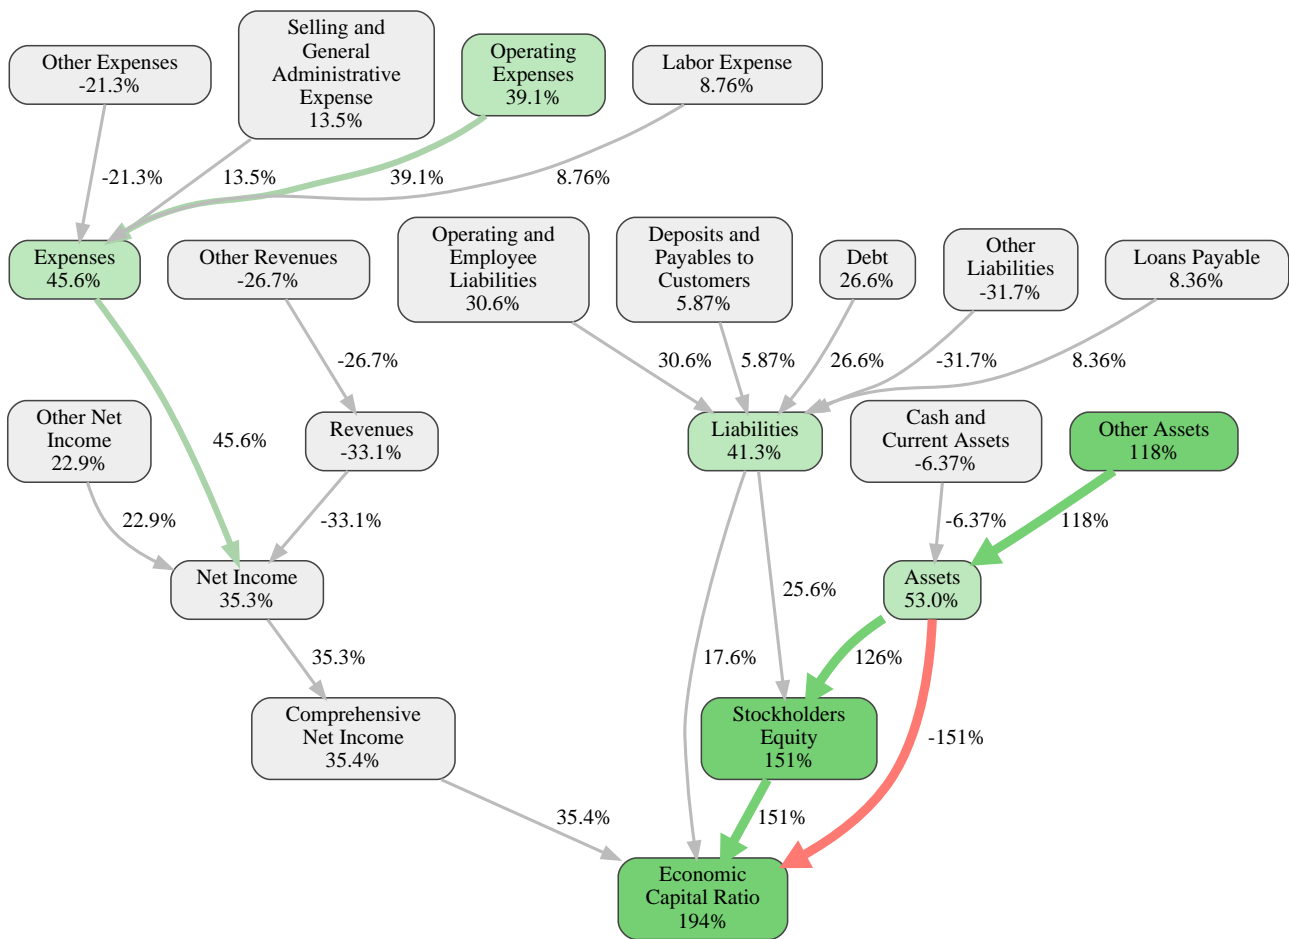 Other Expenses
-21.3%
Selling and
General
Administrative
Expense
13.5%
Operating
Expenses
39.1%
Labor Expense
8.76%
-21.3%
13.5%
39.1%
8.76%
Expenses
45.6%
Other Revenues
-26.7%
Operating and
Employee
Liabilities
30.6%
Deposits and
Payables to
Customers
5.87%
Debt
26.6%
Other
Liabilities
-31.7%
Loans Payable
8.36%
-26.7%
30.6%
5.87%
26.6%
-31.7%
8.36%
Other Net
Income
22.9%
45.6%
Revenues
-33.1%
Liabilities
41.3%
Cash and
Current Assets
-6.37%
Other Assets
118%
22.9%
-33.1%
-6.37%
118%
Net Income
35.3%
25.6%
Assets
53.0%
35.3%
17.6%
126%
Comprehensive
Net Income
35.4%
Stockholders
Equity
151%
-151%
35.4%
151%
Economic
Capital Ratio
194%